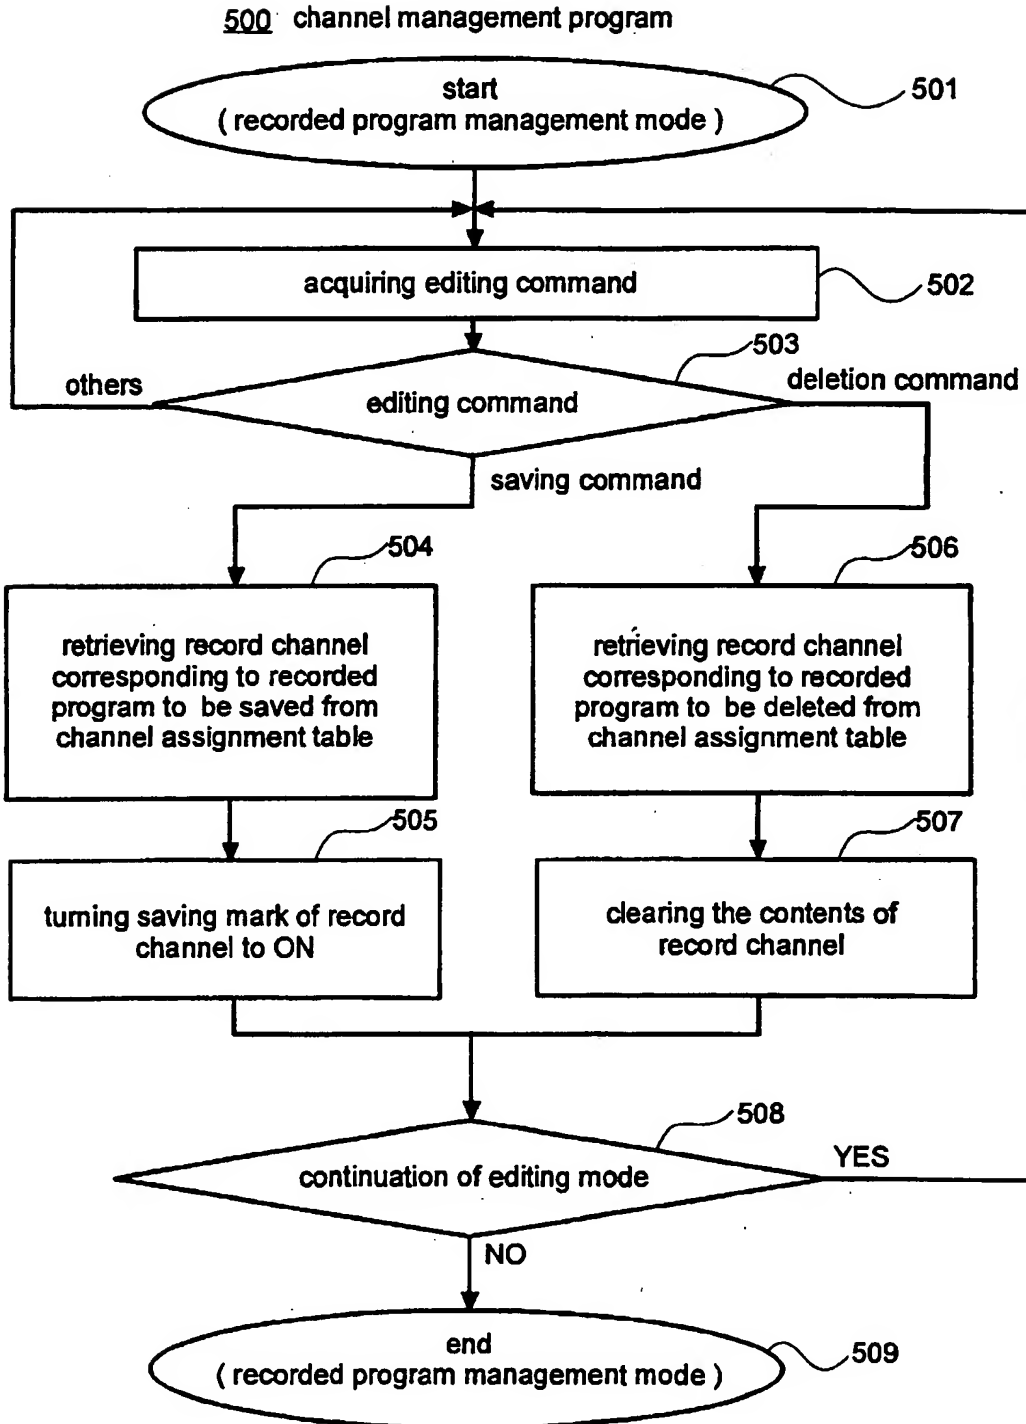 500 channel management program
start
( recorded program management mode )
501
acquiring editing command
502
503
others
editing command
deletion command
saving command
504
506
retrieving record channel
corresponding to recorded
program to be saved from
channel assignment table
retrieving record channel
corresponding to recorded
program to be deleted from
channel assignment table
505
507
turning saving mark of record
channel to ON
clearing the contents of
record channel
508
continuation of editing mode
YES
NO
end
( recorded program management mode )
509